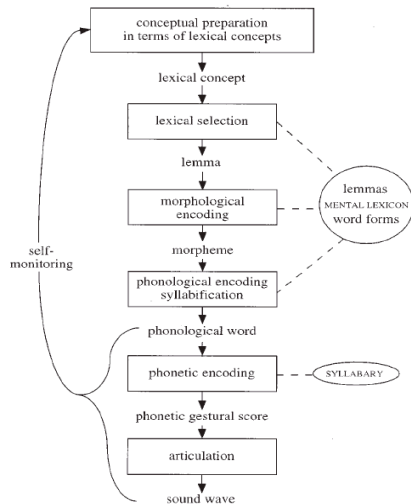 conceptual preparation
in terms of lexical concepts
lexical concept
lexical selection
lemma
lemmas
MENTAL LEXICON
word forms
morphological
encoding
morpheme
self-
monitoring
phonological encoding
syllabification
phonological word
phonetic encoding
SYLLABARY
phonetic gestural score
articulation
sound wave